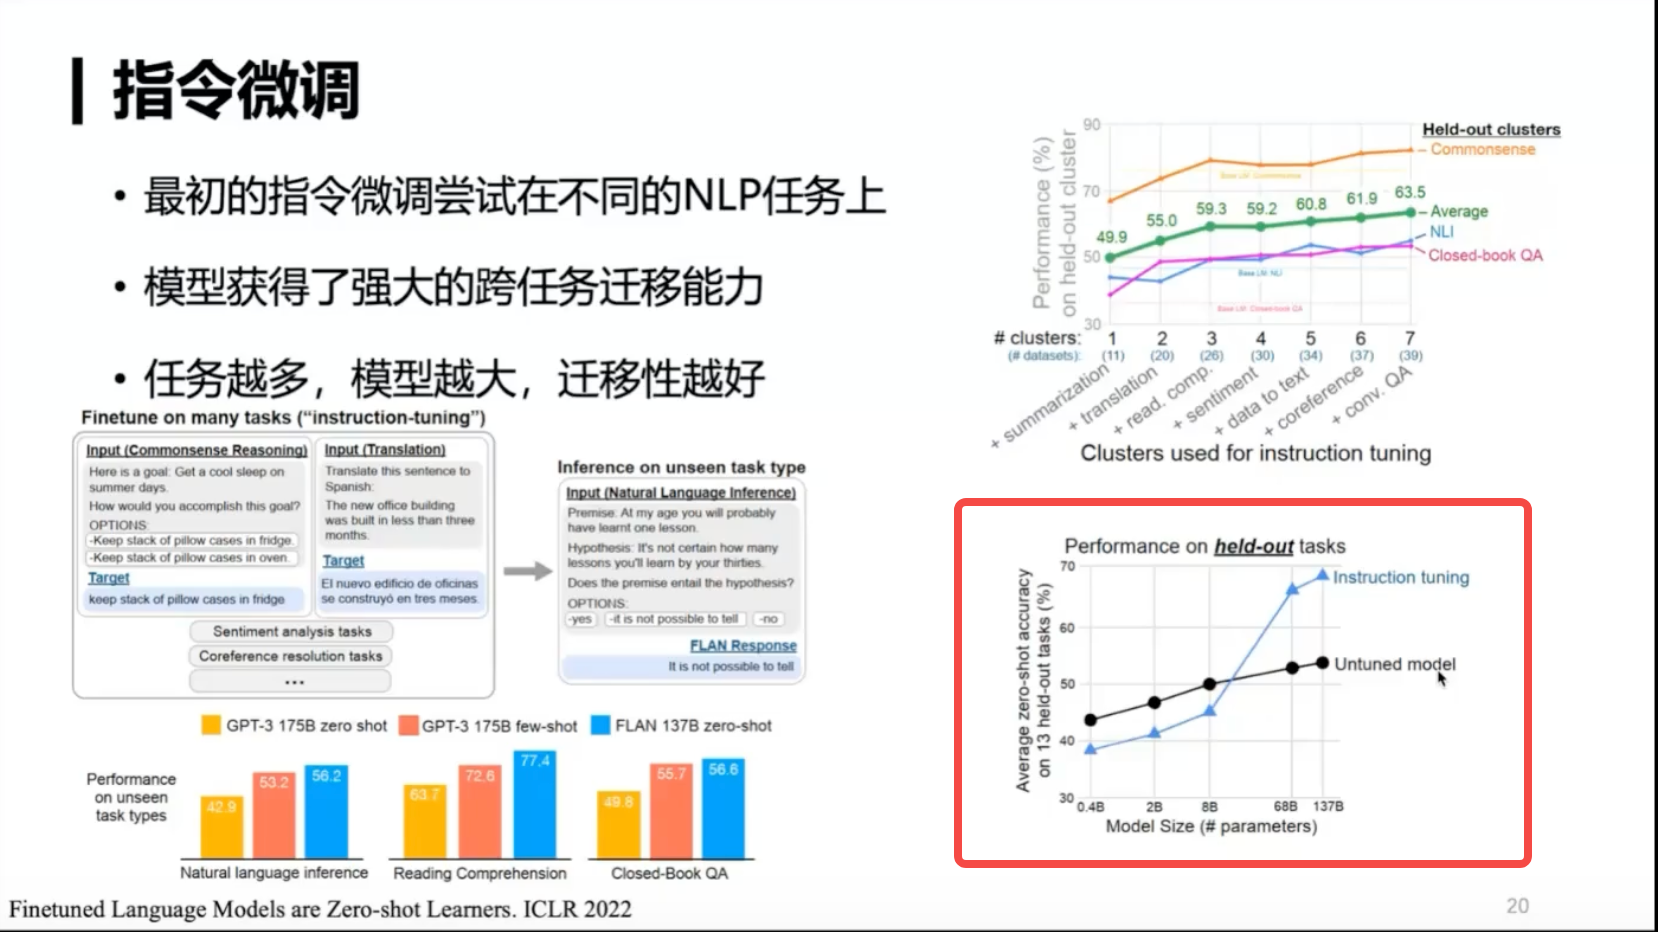 指令微调
• 最初的指令微调尝试在不同的NLP任务上
• 模型获得了强大的跨任务迁移能力
• 任务越多，模型越大，迁移性越好
Finetune on many tasks (“instruction-tuning”)
Input (Commonsense Reasoning)
Here is a goal: Get a cool sleep on
summer days.
How would you accomplish this goal?
OPTIONS:
-Keep stack of pillow cases in fridge.
-Keep stack of pillow cases in oven.
Target
keep stack of pillow cases in fridge
Input (Translation)
Translate this sentence to
Spanish:
The new office building
was built in less than three
months.
Target
El nuevo edificio de oficinas
se construyó en tres meses.
Sentiment analysis tasks
Coreference resolution tasks
...
Inference on unseen task type
Input (Natural Language Inference)
Premise: At my age you will probably
have learnt one lesson.
Hypothesis: It's not certain how many
lessons you'll learn by your thirties.
Does the premise entail the hypothesis?
OPTIONS:
-yes -it is not possible to tell -no
FLAN Response
It is not possible to tell
GPT-3 175B zero shot GPT-3 175B few-shot FLAN 137B zero-shot
Performance
on unseen
task types
42.9 53.2 56.2
63.7 72.6 77.4
49.8 55.7 56.6
Natural language inference Reading Comprehension Closed-Book QA
Finetuned Language Models are Zero-shot Learners. ICLR 2022
Performance (%)
on held-out cluster
90
70
50
30
Held-out clusters
Commonsense
Average
NLI
Closed-book QA
Base LM: Commonsense
Base LM: NLI
Base LM: Closed-book QA
49.9 55.0 59.3 59.2 60.8 61.9 63.5
# clusters: 1 2 3 4 5 6 7
(# datasets): (11) (20) (26) (30) (34) (37) (39)
+ summarization
+ translation
+ read. comp.
+ sentiment
+ data to text
+ coreference
+ conv. QA
Clusters used for instruction tuning
Performance on held-out tasks
Average zero-shot accuracy
on 13 held-out tasks (%)
70
60
50
40
30
Instruction tuning
Untuned model
0.4B 2B 8B 68B 137B
Model Size (# parameters)
20